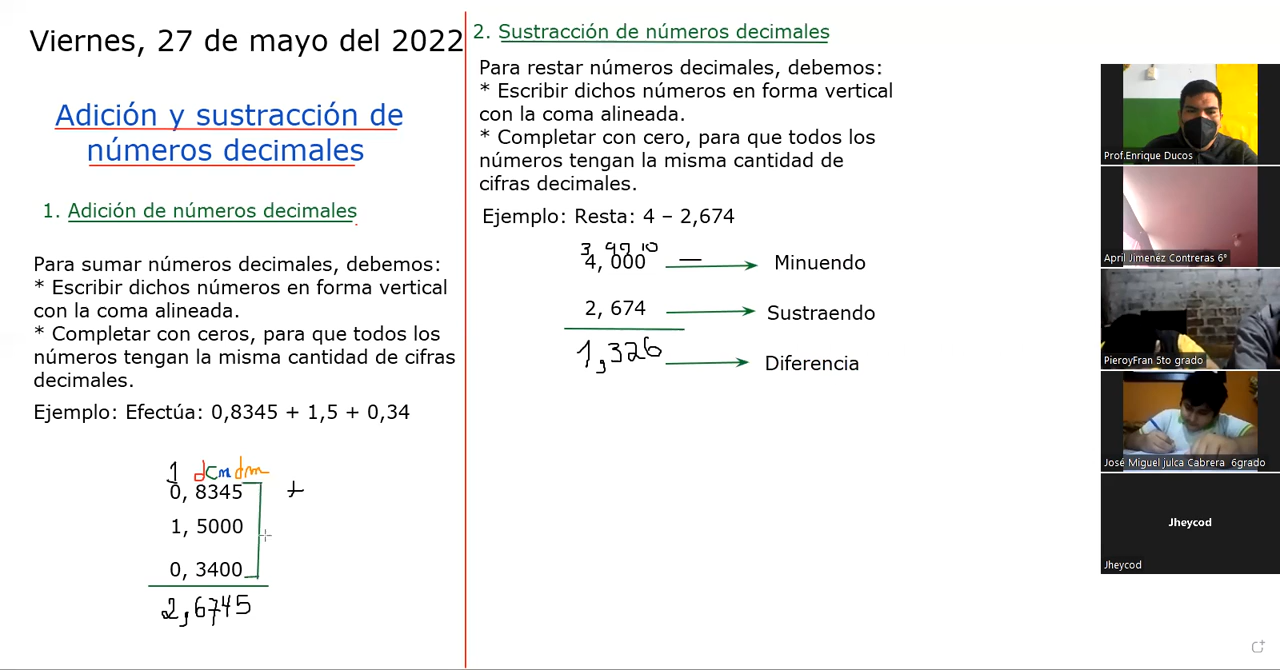 Viernes, 27 de mayo del 2022
Adición y sustracción de
números decimales
1. Adición de números decimales
Para sumar números decimales, debemos:
* Escribir dichos números en forma vertical
con la coma alineada.
* Completar con ceros, para que todos los
números tengan la misma cantidad de cifras
decimales.
Ejemplo: Efectúa: 0,8345 + 1,5 + 0,34
1 dcmdm
0, 8345 +
1, 5000
0, 3400
2,6745
2. Sustracción de números decimales
Para restar números decimales, debemos:
* Escribir dichos números en forma vertical
con la coma alineada.
* Completar con cero, para que todos los
números tengan la misma cantidad de
cifras decimales.
Ejemplo: Resta: 4 – 2,674
3 9 9 10
4, 000 – Minuendo
2, 674 Sustraendo
1,326 Diferencia
Prof.Enrique Ducos
April Jimenez Contreras 6°
PieroyFran 5to grado
José Miguel julca Cabrera 6grado
Jheycod
Jheycod